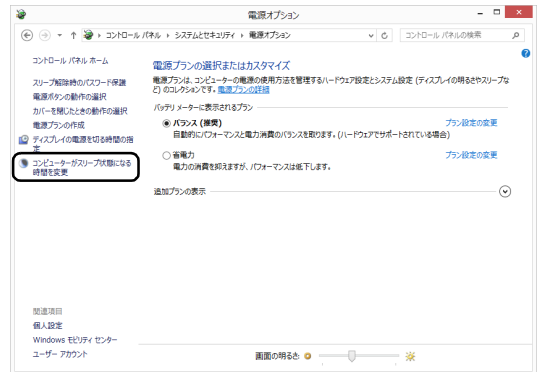 電源オプション
コントロール パネル › システムとセキュリティ › 電源オプション
コントロール パネルの検索
コントロール パネル ホーム
スリープ解除時のパスワード保護
電源ボタンの動作の選択
カバーを閉じたときの動作の選択
電源プランの作成
ディスプレイの電源を切る時間の指
定
コンピューターがスリープ状態になる
時間を変更
電源プランの選択またはカスタマイズ
電源プランは、コンピューターの電源の使用方法を管理するハードウェア設定とシステム設定 (ディスプレイの明るさやスリープな
ど) のコレクションです。電源プランの詳細
バッテリ メーターに表示されるプラン
バランス (推奨) プラン設定の変更
自動的にパフォーマンスと電力消費のバランスを取ります。(ハードウェアでサポートされている場合)
省電力 プラン設定の変更
電力の消費を抑えますが、パフォーマンスは低下します。
追加プランの表示
関連項目
個人設定
Windows モビリティ センター
ユーザー アカウント
画面の明るさ: